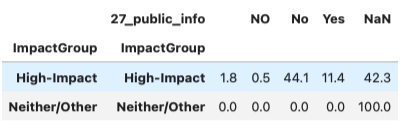 27_public_info NO No Yes NaN
ImpactGroup ImpactGroup
High-Impact High-Impact 1.8 0.5 44.1 11.4 42.3
Neither/Other Neither/Other 0.0 0.0 0.0 0.0 100.0